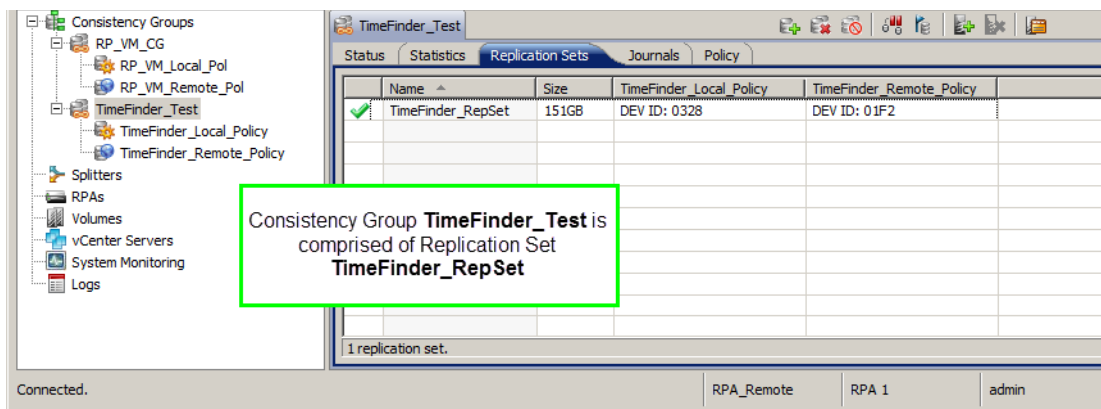 Consistency Groups
RP_VM_CG
RP_VM_Local_Pol
RP_VM_Remote_Pol
TimeFinder_Test
TimeFinder_Local_Policy
TimeFinder_Remote_Policy
Splitters
RPAs
Volumes
vCenter Servers
System Monitoring
Logs
TimeFinder_Test
Status Statistics Replication Sets Journals Policy
Name Size TimeFinder_Local_Policy TimeFinder_Remote_Policy
TimeFinder_RepSet 151GB DEV ID: 0328 DEV ID: 01F2
Consistency Group TimeFinder_Test is
comprised of Replication Set
TimeFinder_RepSet
1 replication set.
Connected. RPA_Remote RPA 1 admin